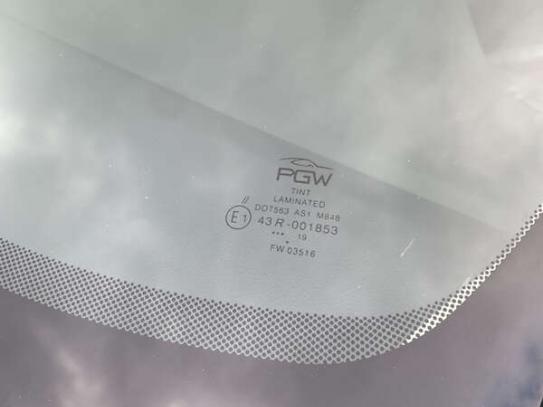 PGW
TINT
LAMINATED
DOT563 AS1 M848
E1 43R-001853
*** 19
FW 03516